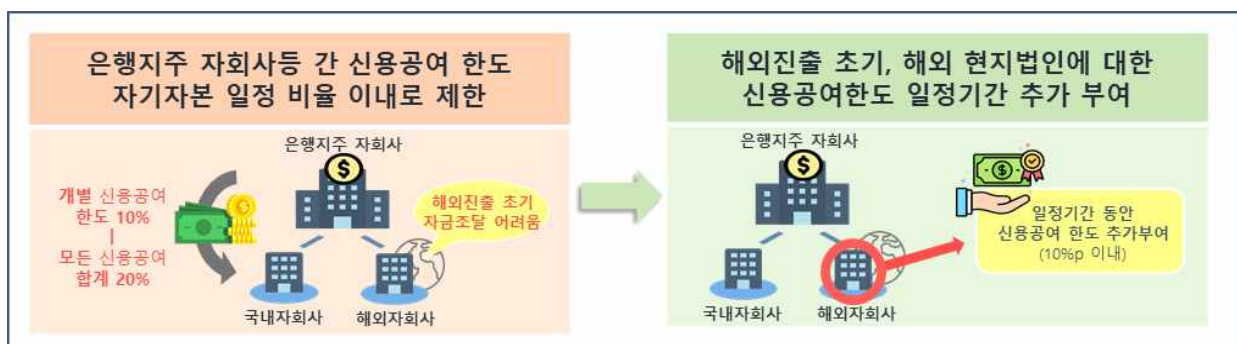 은행지주 자회사등 간 신용공여 한도
자기자본 일정 비율 이내로 제한
은행지주 자회사
$
개별 신용공여
한도 10%
모든 신용공여
합계 20%
해외진출 초기
자금조달 어려움
국내자회사
해외자회사
해외진출 초기, 해외 현지법인에 대한
신용공여한도 일정기간 추가 부여
은행지주 자회사
$
일정기간 동안
신용공여 한도 추가부여
(10%p 이내)
국내자회사
해외자회사